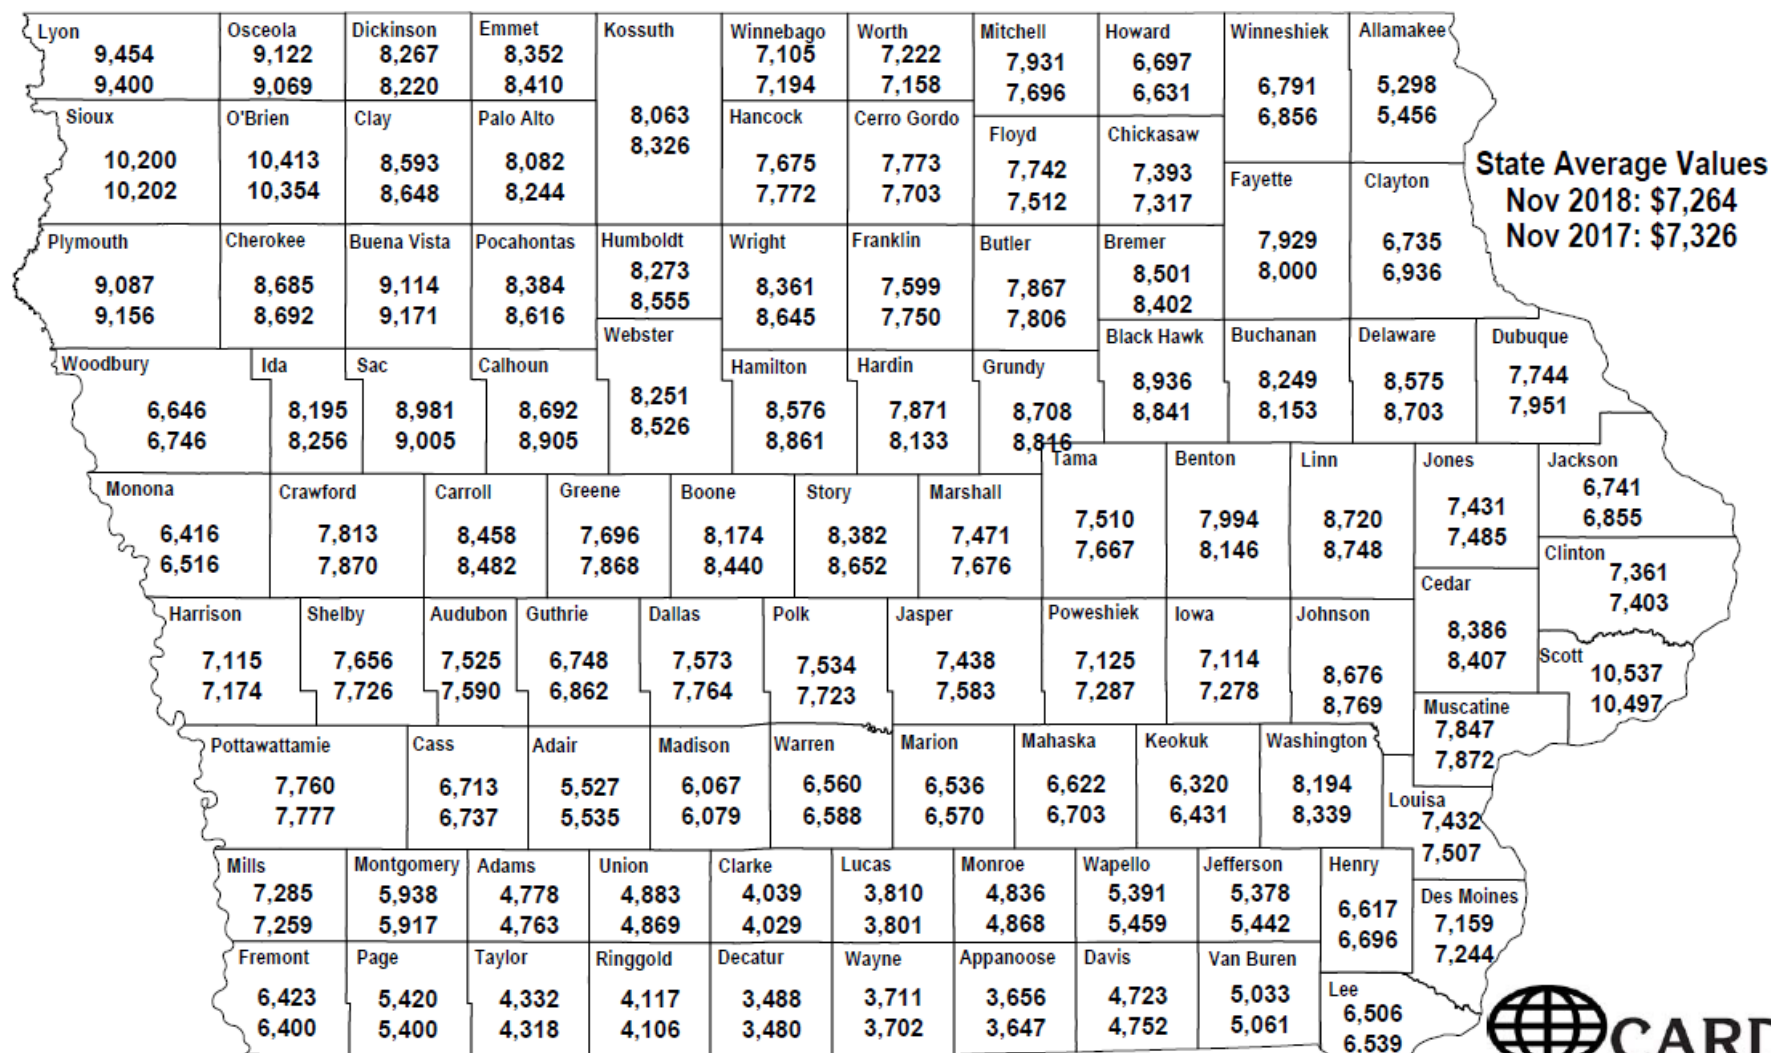 Lyon
9,454
9,400
Osceola
9,122
9,069
Dickinson
8,267
8,220
Emmet
8,352
8,410
Kossuth
8,063
8,326
Winnebago
7,105
7,194
Worth
7,222
7,158
Mitchell
7,931
7,696
Howard
6,697
6,631
Winneshiek
6,791
6,856
Allamakee
5,298
5,456
Sioux
10,200
10,202
O'Brien
10,413
10,354
Clay
8,593
8,648
Palo Alto
8,082
8,244
Hancock
7,675
7,772
Cerro Gordo
7,773
7,703
Floyd
7,742
7,512
Chickasaw
7,393
7,317
Fayette
7,929
8,000
Clayton
6,735
6,936
State Average Values
Nov 2018: $7,264
Nov 2017: $7,326
Plymouth
9,087
9,156
Cherokee
8,685
8,692
Buena Vista
9,114
9,171
Pocahontas
8,384
8,616
Humboldt
8,273
8,555
Wright
8,361
8,645
Franklin
7,599
7,750
Butler
7,867
7,806
Bremer
8,501
8,402
Woodbury
6,646
6,746
Ida
8,195
8,256
Sac
8,981
9,005
Calhoun
8,692
8,905
Webster
8,251
8,526
Hamilton
8,576
8,861
Hardin
7,871
8,133
Grundy
8,708
8,816
Black Hawk
8,936
8,841
Buchanan
8,249
8,153
Delaware
8,575
8,703
Dubuque
7,744
7,951
Monona
6,416
6,516
Crawford
7,813
7,870
Carroll
8,458
8,482
Greene
7,696
7,868
Boone
8,174
8,440
Story
8,382
8,652
Marshall
7,471
7,676
Tama
7,510
7,667
Benton
7,994
8,146
Linn
8,720
8,748
Jones
7,431
7,485
Jackson
6,741
6,855
Clinton
7,361
7,403
Cedar
8,386
8,407
Harrison
7,115
7,174
Shelby
7,656
7,726
Audubon
7,525
7,590
Guthrie
6,748
6,862
Dallas
7,573
7,764
Polk
7,534
7,723
Jasper
7,438
7,583
Poweshiek
7,125
7,287
Iowa
7,114
7,278
Johnson
8,676
8,769
Scott
10,537
10,497
Muscatine
7,847
7,872
Pottawattamie
7,760
7,777
Cass
6,713
6,737
Adair
5,527
5,535
Madison
6,067
6,079
Warren
6,560
6,588
Marion
6,536
6,570
Mahaska
6,622
6,703
Keokuk
6,320
6,431
Washington
8,194
8,339
Louisa
7,432
7,507
Mills
7,285
7,259
Montgomery
5,938
5,917
Adams
4,778
4,763
Union
4,883
4,869
Clarke
4,039
4,029
Lucas
3,810
3,801
Monroe
4,836
4,868
Wapello
5,391
5,459
Jefferson
5,378
5,442
Henry
6,617
6,696
Des Moines
7,159
7,244
Fremont
6,423
6,400
Page
5,420
5,400
Taylor
4,332
4,318
Ringgold
4,117
4,106
Decatur
3,488
3,480
Wayne
3,711
3,702
Appanoose
3,656
3,647
Davis
4,723
4,752
Van Buren
5,033
5,061
Lee
6,506
6,539
CARD